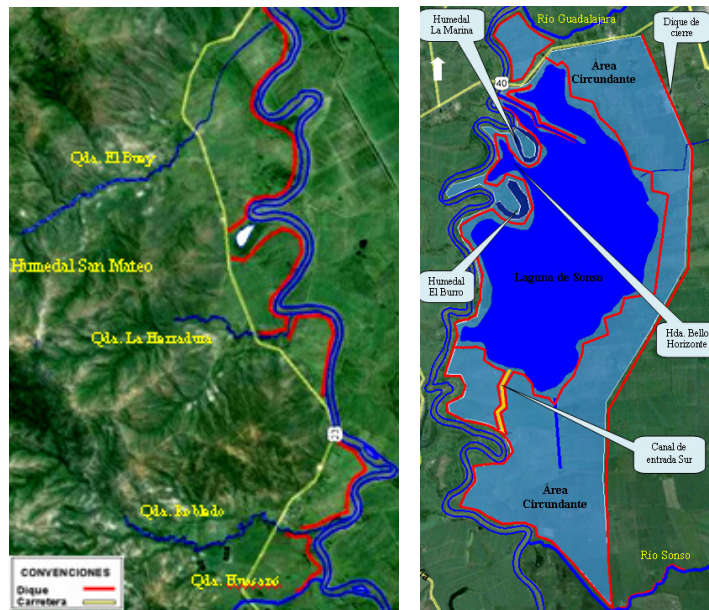 Qda. El Buey
Humedal San Mateo
Qda. La Herradura
23
Qda. Roblado
Qda. Huasanó
CONVENCIONES
Dique
Carretera
Humedal
La Marina
Río Guadalajara
Dique de
cierre
Área
Circundante
40
Laguna de Sonso
Humedal
El Burro
Hda. Bello
Horizonte
Canal de
entrada Sur
Área
Circundante
Río Sonso